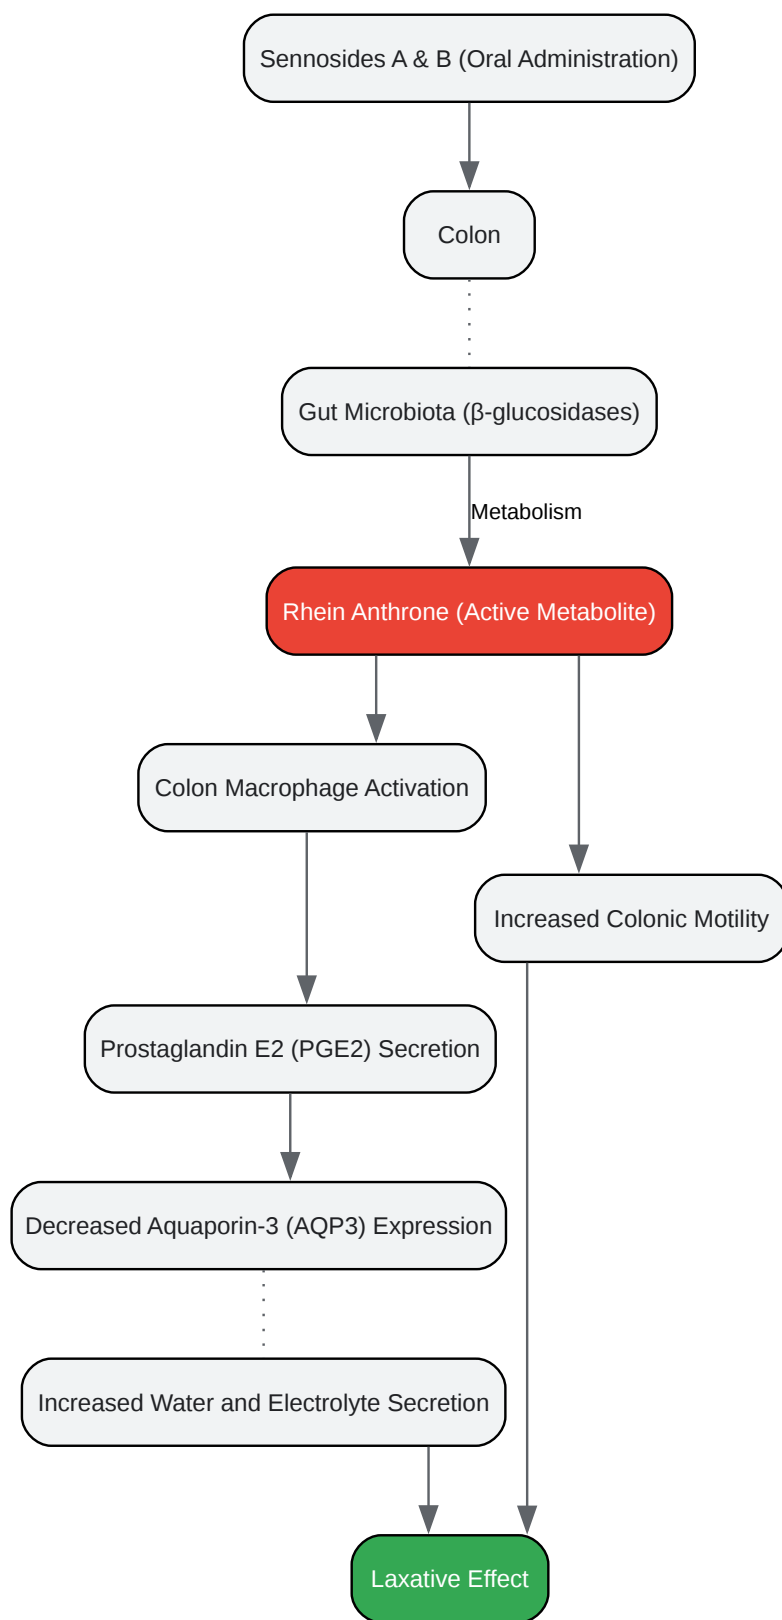 Sennosides A & B (Oral Administration)
Colon
Gut Microbiota (β-glucosidases)
Metabolism
Rhein Anthrone (Active Metabolite)
Colon Macrophage Activation
Increased Colonic Motility
Prostaglandin E2 (PGE2) Secretion
Decreased Aquaporin-3 (AQP3) Expression
Increased Water and Electrolyte Secretion
Laxative Effect